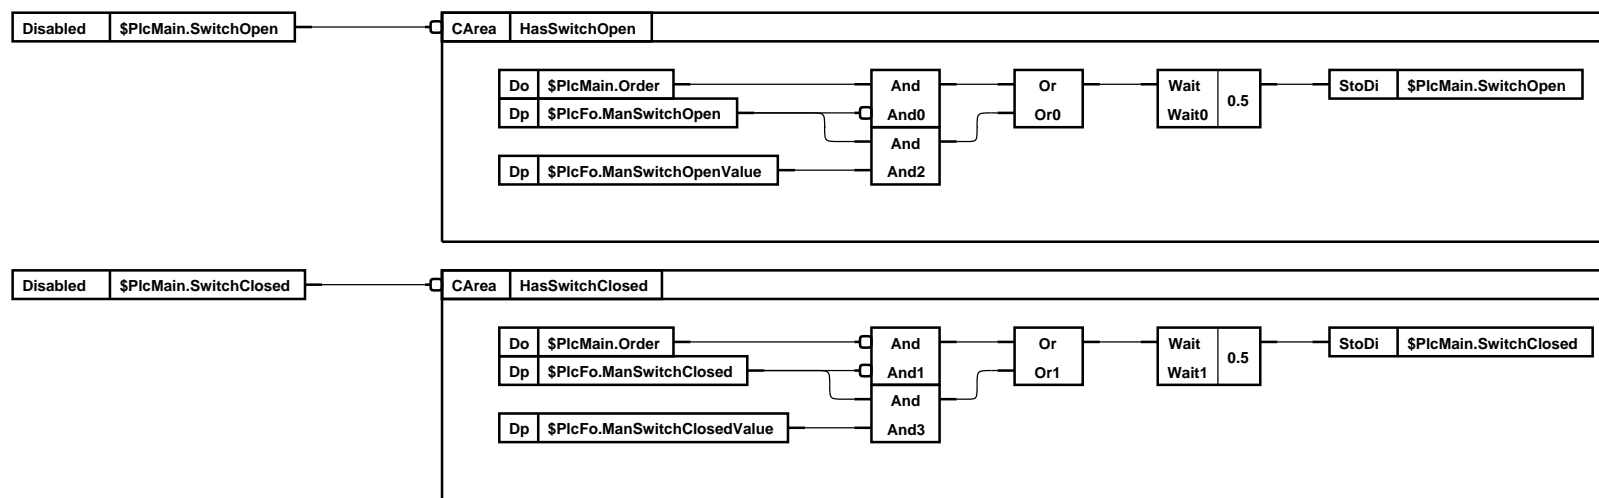 Disabled $PlcMain.SwitchOpen CArea HasSwitchOpen
Do $PlcMain.Order And Or Wait 0.5 StoDi $PlcMain.SwitchOpen
Dp $PlcFo.ManSwitchOpen And0 Or0 Wait0
And
Dp $PlcFo.ManSwitchOpenValue And2
Disabled $PlcMain.SwitchClosed CArea HasSwitchClosed
Do $PlcMain.Order And Or Wait 0.5 StoDi $PlcMain.SwitchClosed
Dp $PlcFo.ManSwitchClosed And1 Or1 Wait1
And
Dp $PlcFo.ManSwitchClosedValue And3